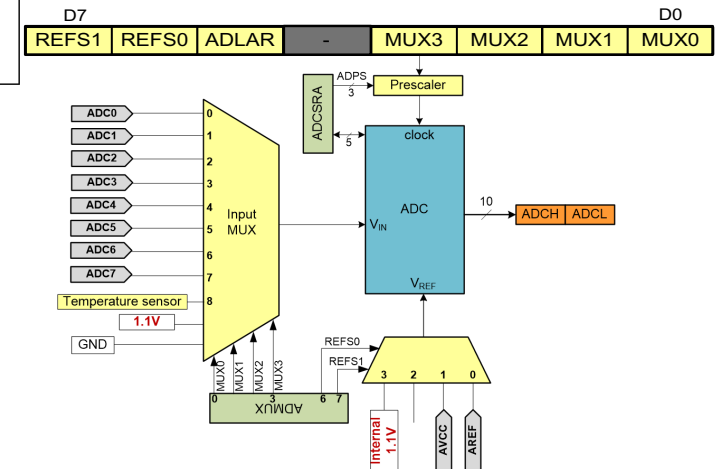 D7 D0
REFS1 REFS0 ADLAR - MUX3 MUX2 MUX1 MUX0
ADPS
3
Prescaler
ADCSRA
5
clock
ADC0 0
ADC1 1
ADC2 2
ADC3 3
ADC4 4
ADC5 5
ADC6 6
ADC7 7
Temperature sensor 8
1.1V
GND
Input
MUX
VIN
ADC
10
ADCH ADCL
VREF
REFS0
REFS1
MUX0
MUX1
MUX2
MUX3
0 3 6 7
ADMUX
3 2 1 0
Internal
1.1V
AVCC
AREF